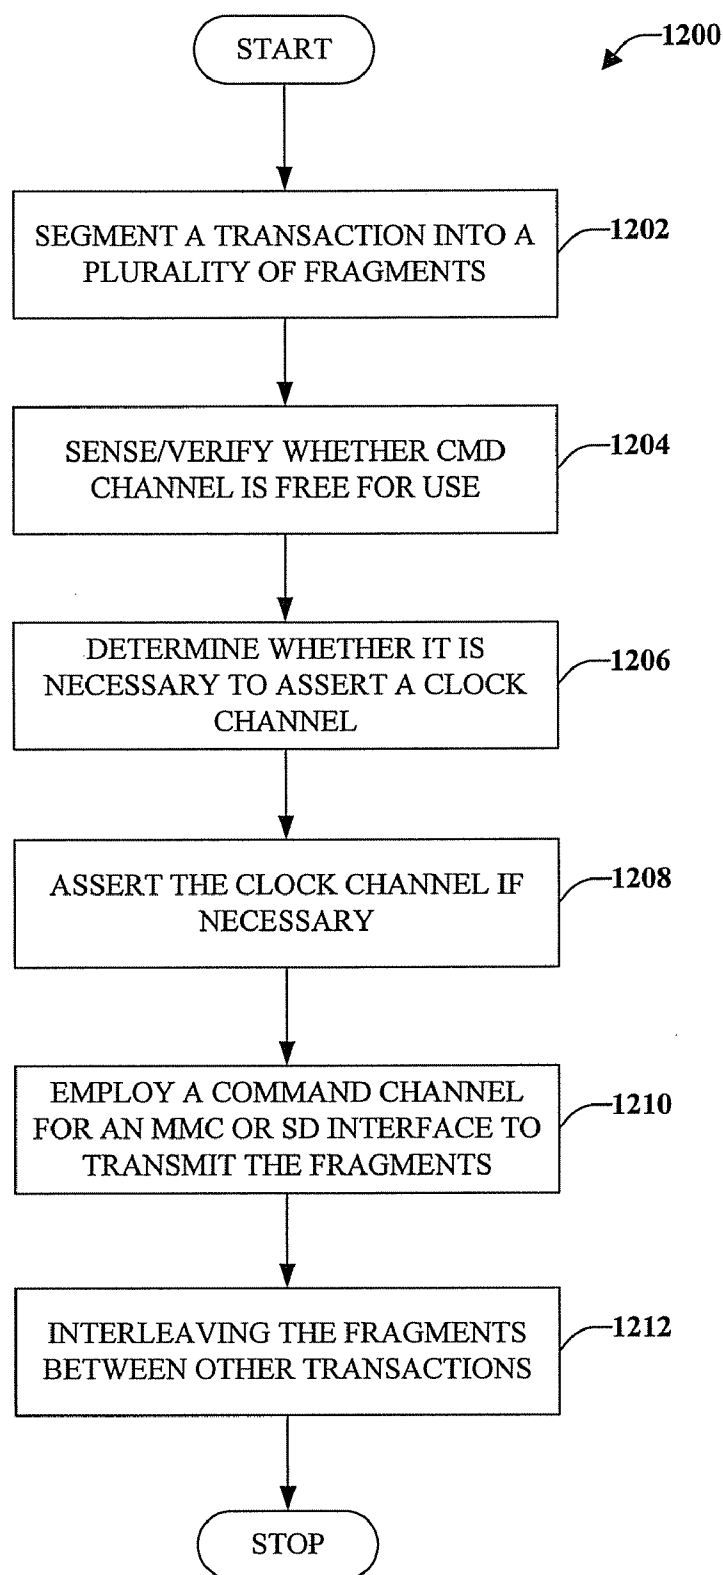 START
1200
SEGMENT A TRANSACTION INTO A
PLURALITY OF FRAGMENTS
1202
SENSE/VERIFY WHETHER CMD
CHANNEL IS FREE FOR USE
1204
DETERMINE WHETHER IT IS
NECESSARY TO ASSERT A CLOCK
CHANNEL
1206
ASSERT THE CLOCK CHANNEL IF
NECESSARY
1208
EMPLOY A COMMAND CHANNEL
FOR AN MMC OR SD INTERFACE TO
TRANSMIT THE FRAGMENTS
1210
INTERLEAVING THE FRAGMENTS
BETWEEN OTHER TRANSACTIONS
1212
STOP